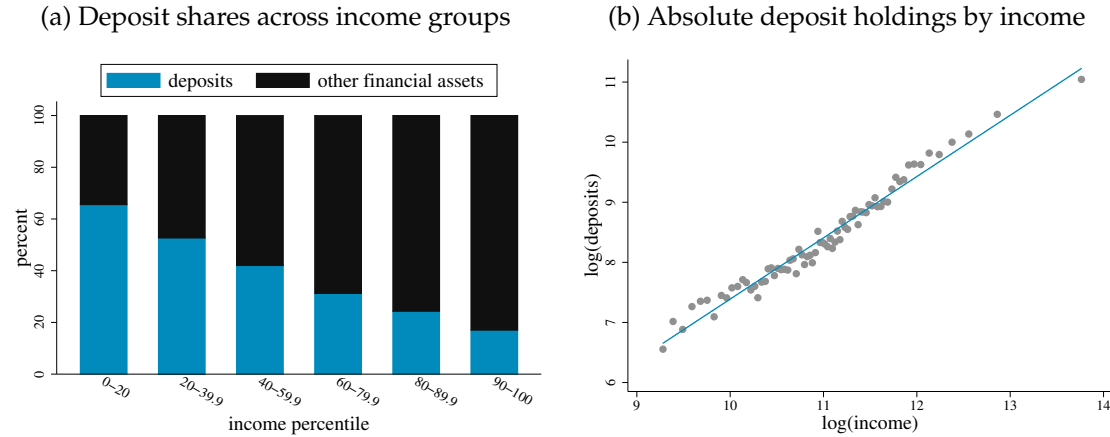 (a) Deposit shares across income groups
deposits other financial assets
percent
100
80
60
40
20
0
0–20 20–39.9 40–59.9 60–79.9 80–89.9 90–100
income percentile
(b) Absolute deposit holdings by income
log(deposits)
11
10
9
8
7
6
9 10 11 12 13 14
log(income)